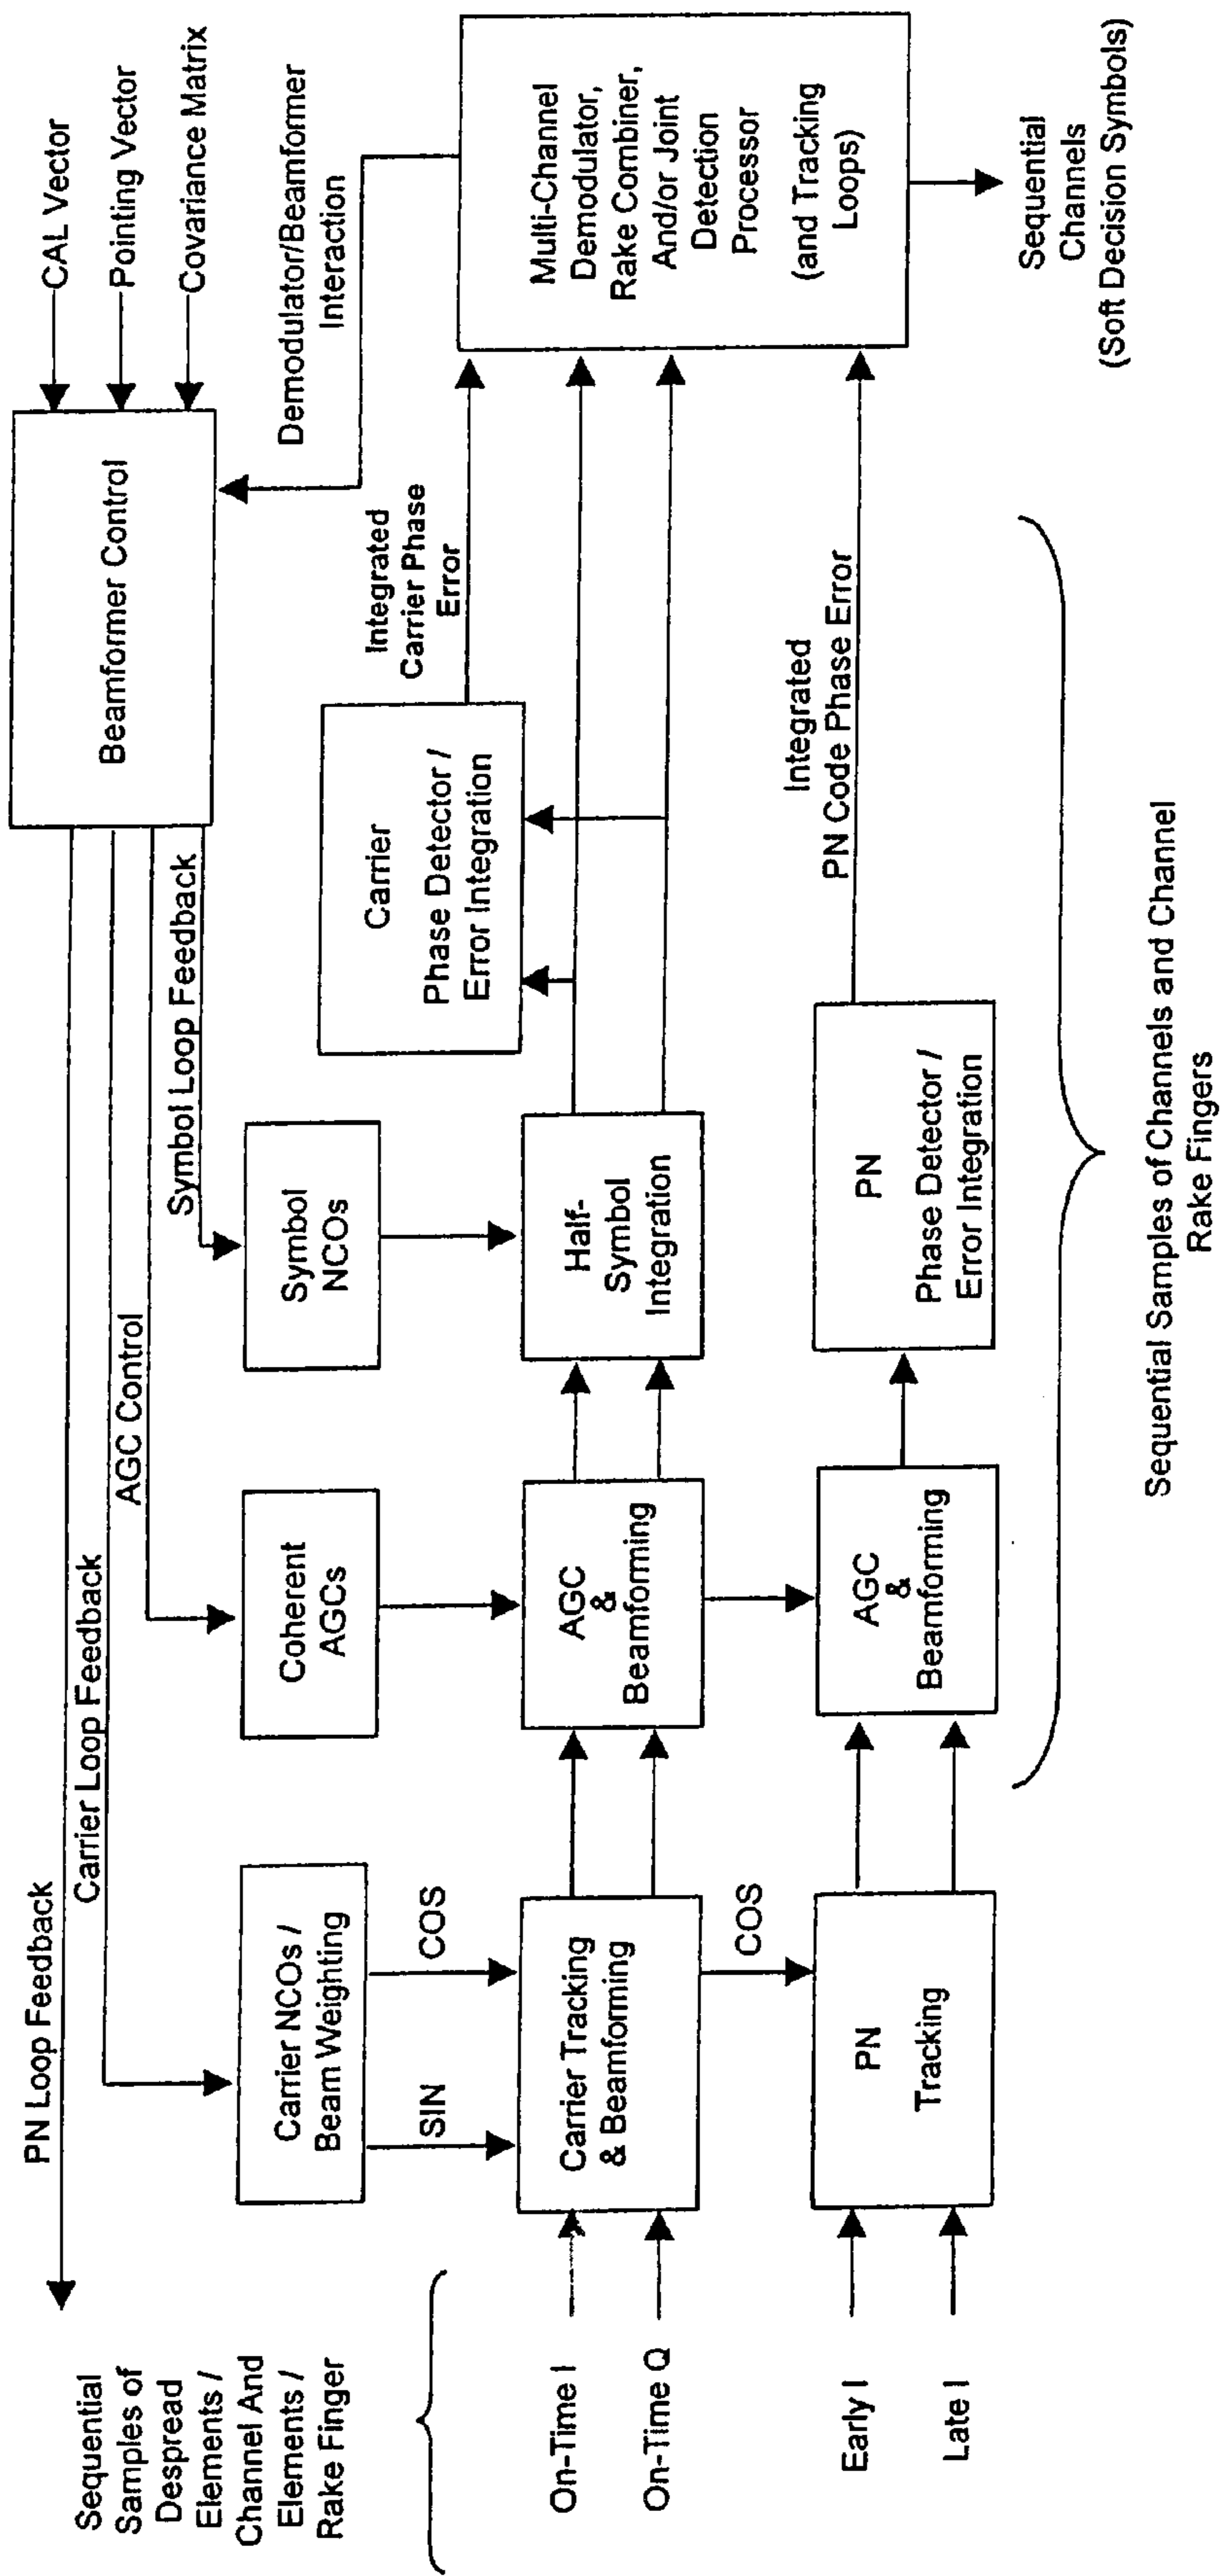 PN Loop Feedback
Carrier Loop Feedback
AGC Control
Symbol Loop Feedback
Beamformer Control
CAL Vector
Pointing Vector
Covariance Matrix
Demodulator/Beamformer
Interaction
Sequential
Samples of
Despread
Elements /
Channel And
Elements /
Rake Finger
Carrier NCOs /
Beam Weighting
Coherent
AGCs
Symbol
NCOs
Carrier
Phase Detector /
Error Integration
Integrated
Carrier Phase
Error
SIN
COS
On-Time I
On-Time Q
Carrier Tracking
& Beamforming
AGC
&
Beamforming
Half-
Symbol
Integration
Multi-Channel
Demodulator,
Rake Combiner,
And/or Joint
Detection
Processor
(and Tracking
Loops)
COS
Early I
Late I
PN
Tracking
AGC
&
Beamforming
PN
Phase Detector /
Error Integration
Integrated
PN Code Phase Error
Sequential
Channels
(Soft Decision Symbols)
Sequential Samples of Channels and Channel
Rake Fingers